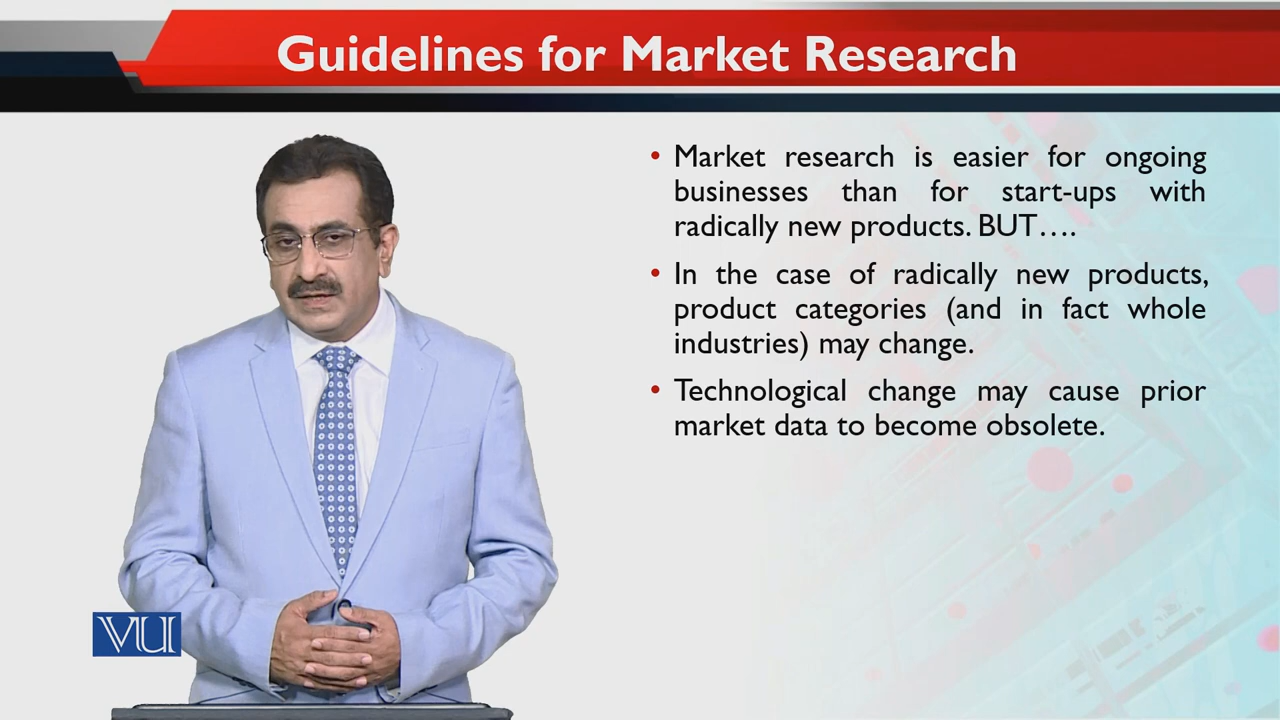 Guidelines for Market Research
• Market research is easier for ongoing
businesses than for start-ups with
radically new products. BUT….
• In the case of radically new products,
product categories (and in fact whole
industries) may change.
• Technological change may cause prior
market data to become obsolete.
VU